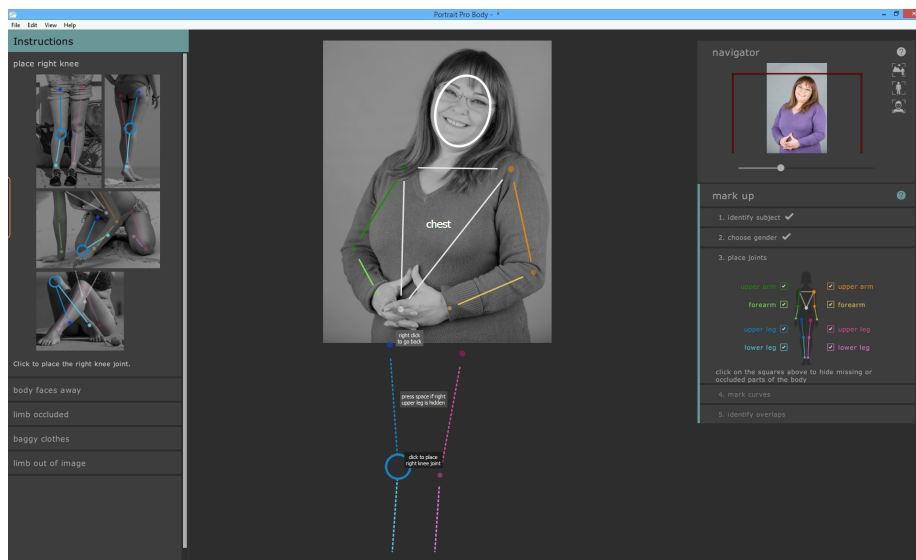 Portrait Pro Body - *
File Edit View Help
Instructions
place right knee
Click to place the right knee joint.
body faces away
limb occluded
baggy clothes
limb out of image
chest
right click
to go back
press space if right
upper leg is hidden
click to place
right knee joint
navigator
?
mark up
?
1. identify subject
2. choose gender
3. place joints
upper arm
upper arm
forearm
forearm
upper leg
upper leg
lower leg
lower leg
click on the squares above to hide missing or
occluded parts of the body
4. mark curves
5. identify overlaps